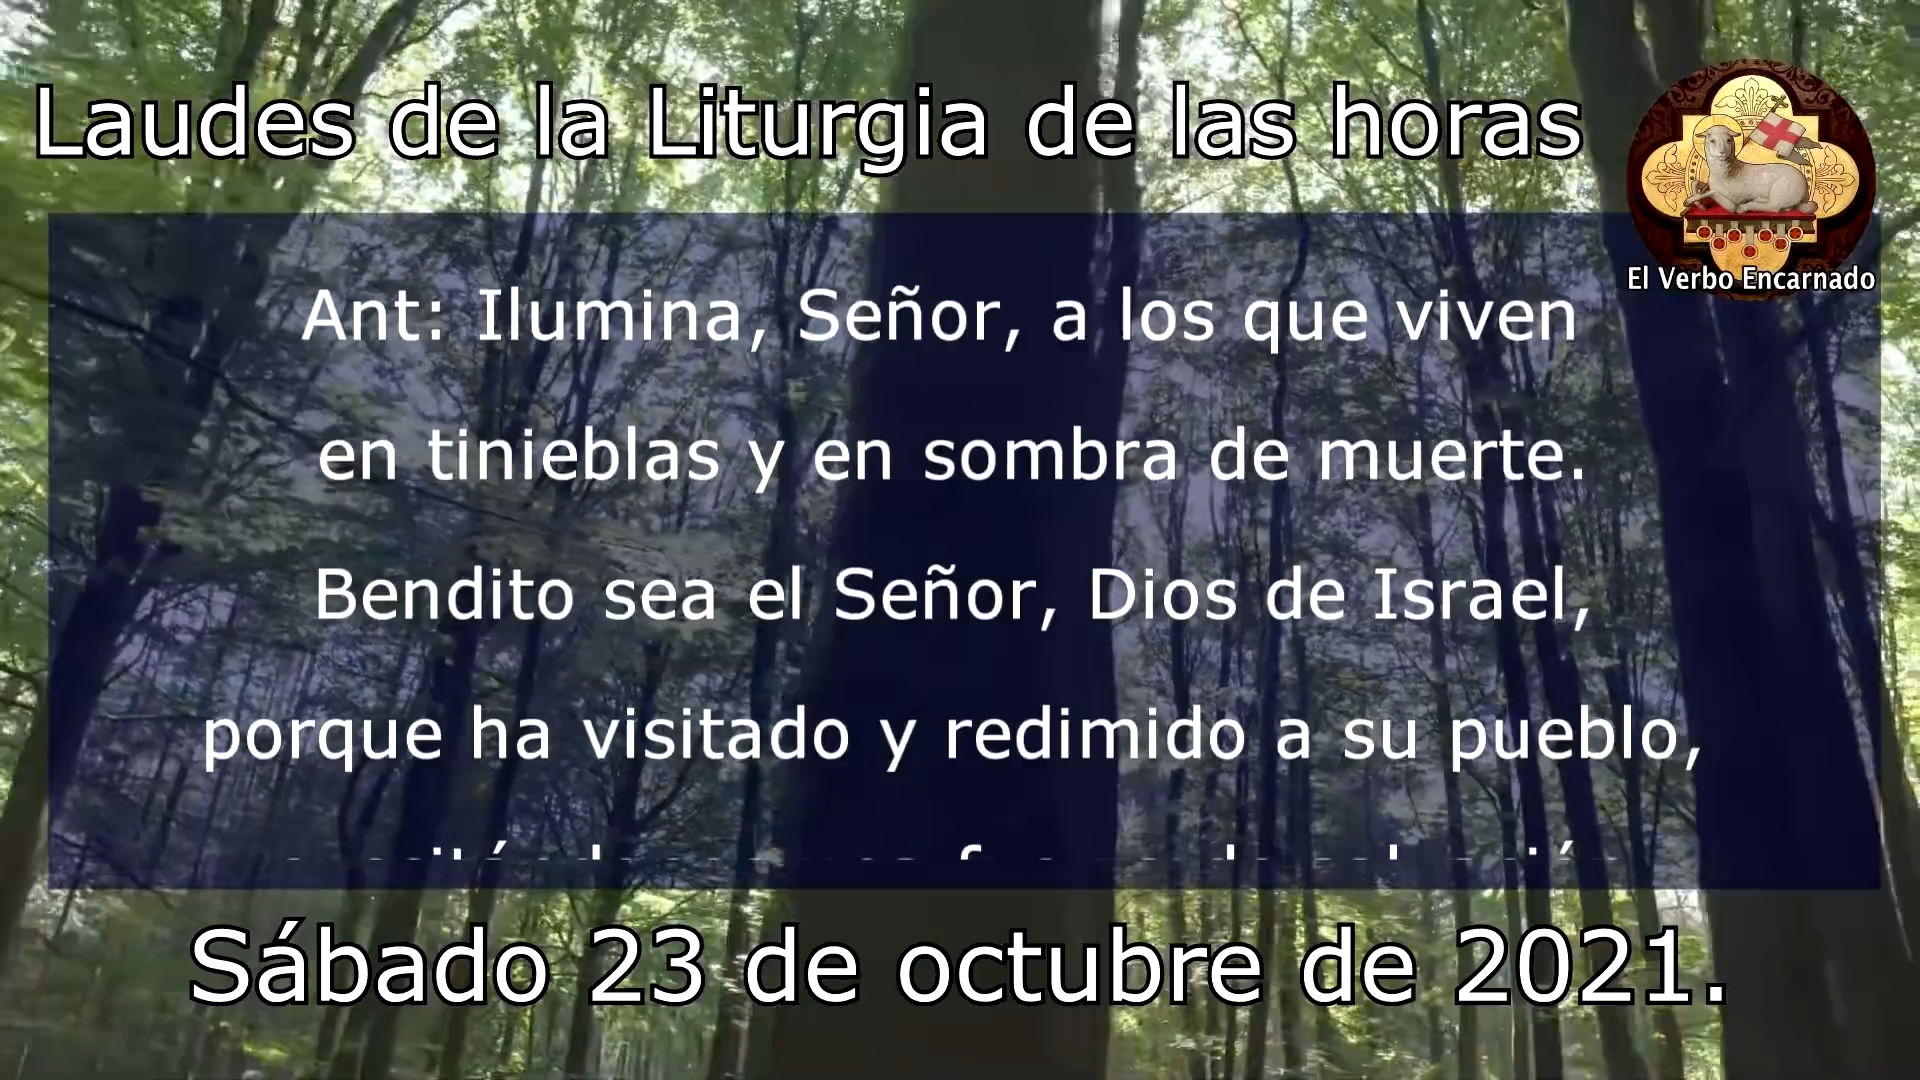 Laudes de la Liturgia de las horas
El Verbo Encarnado
Ant: Ilumina, Señor, a los que viven
en tinieblas y en sombra de muerte.
Bendito sea el Señor, Dios de Israel,
porque ha visitado y redimido a su pueblo,
Sábado 23 de octubre de 2021.